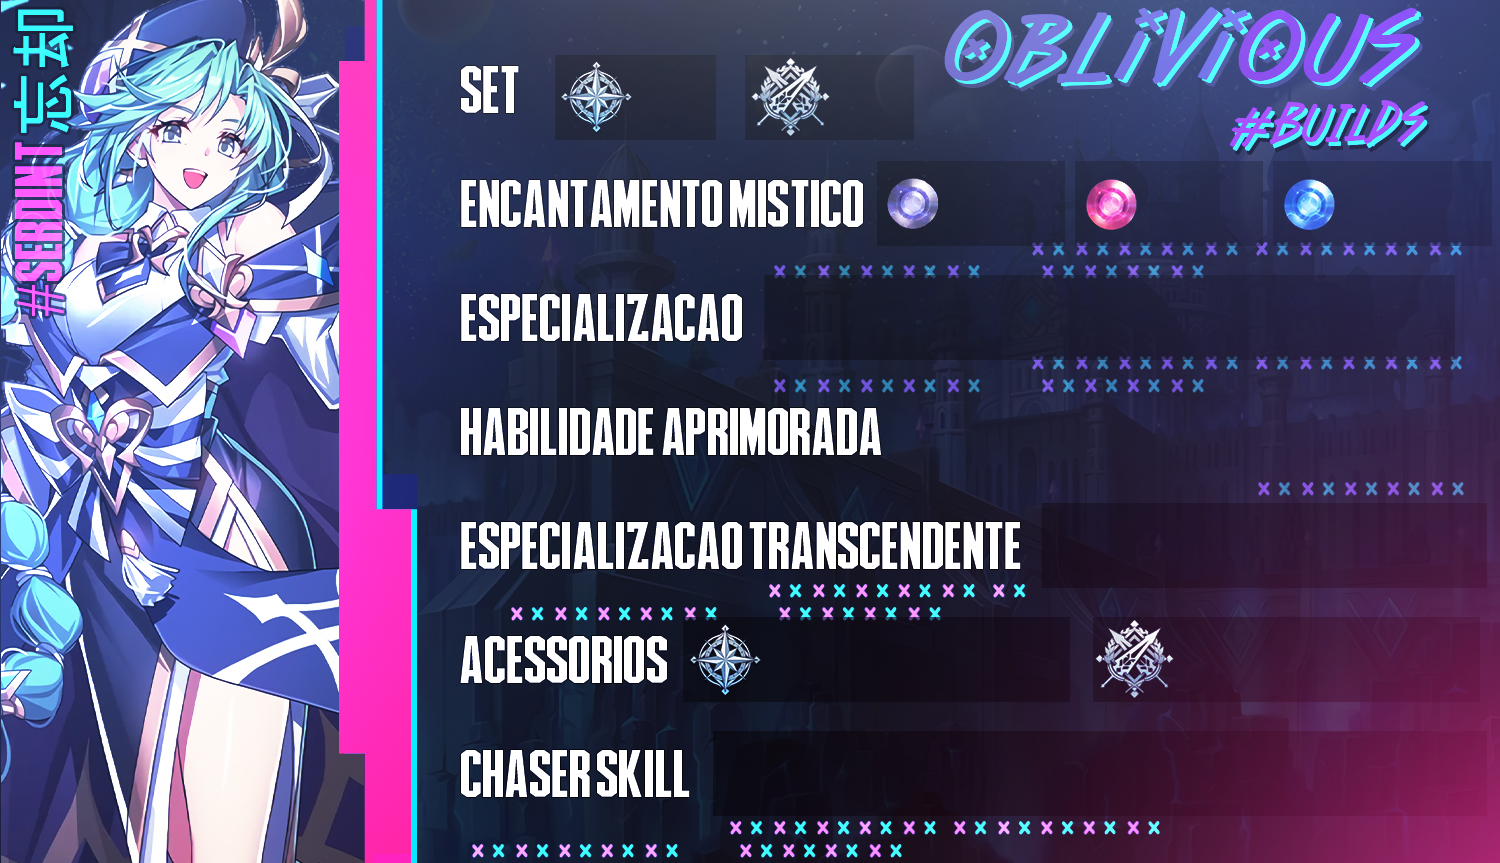 #SERDINT 忘却
OBLIVIOUS
#BUILDS
SET
ENCANTAMENTO MISTICO
ESPECIALIZACAO
HABILIDADE APRIMORADA
ESPECIALIZACAO TRANSCENDENTE
ACESSORIOS
CHASER SKILL